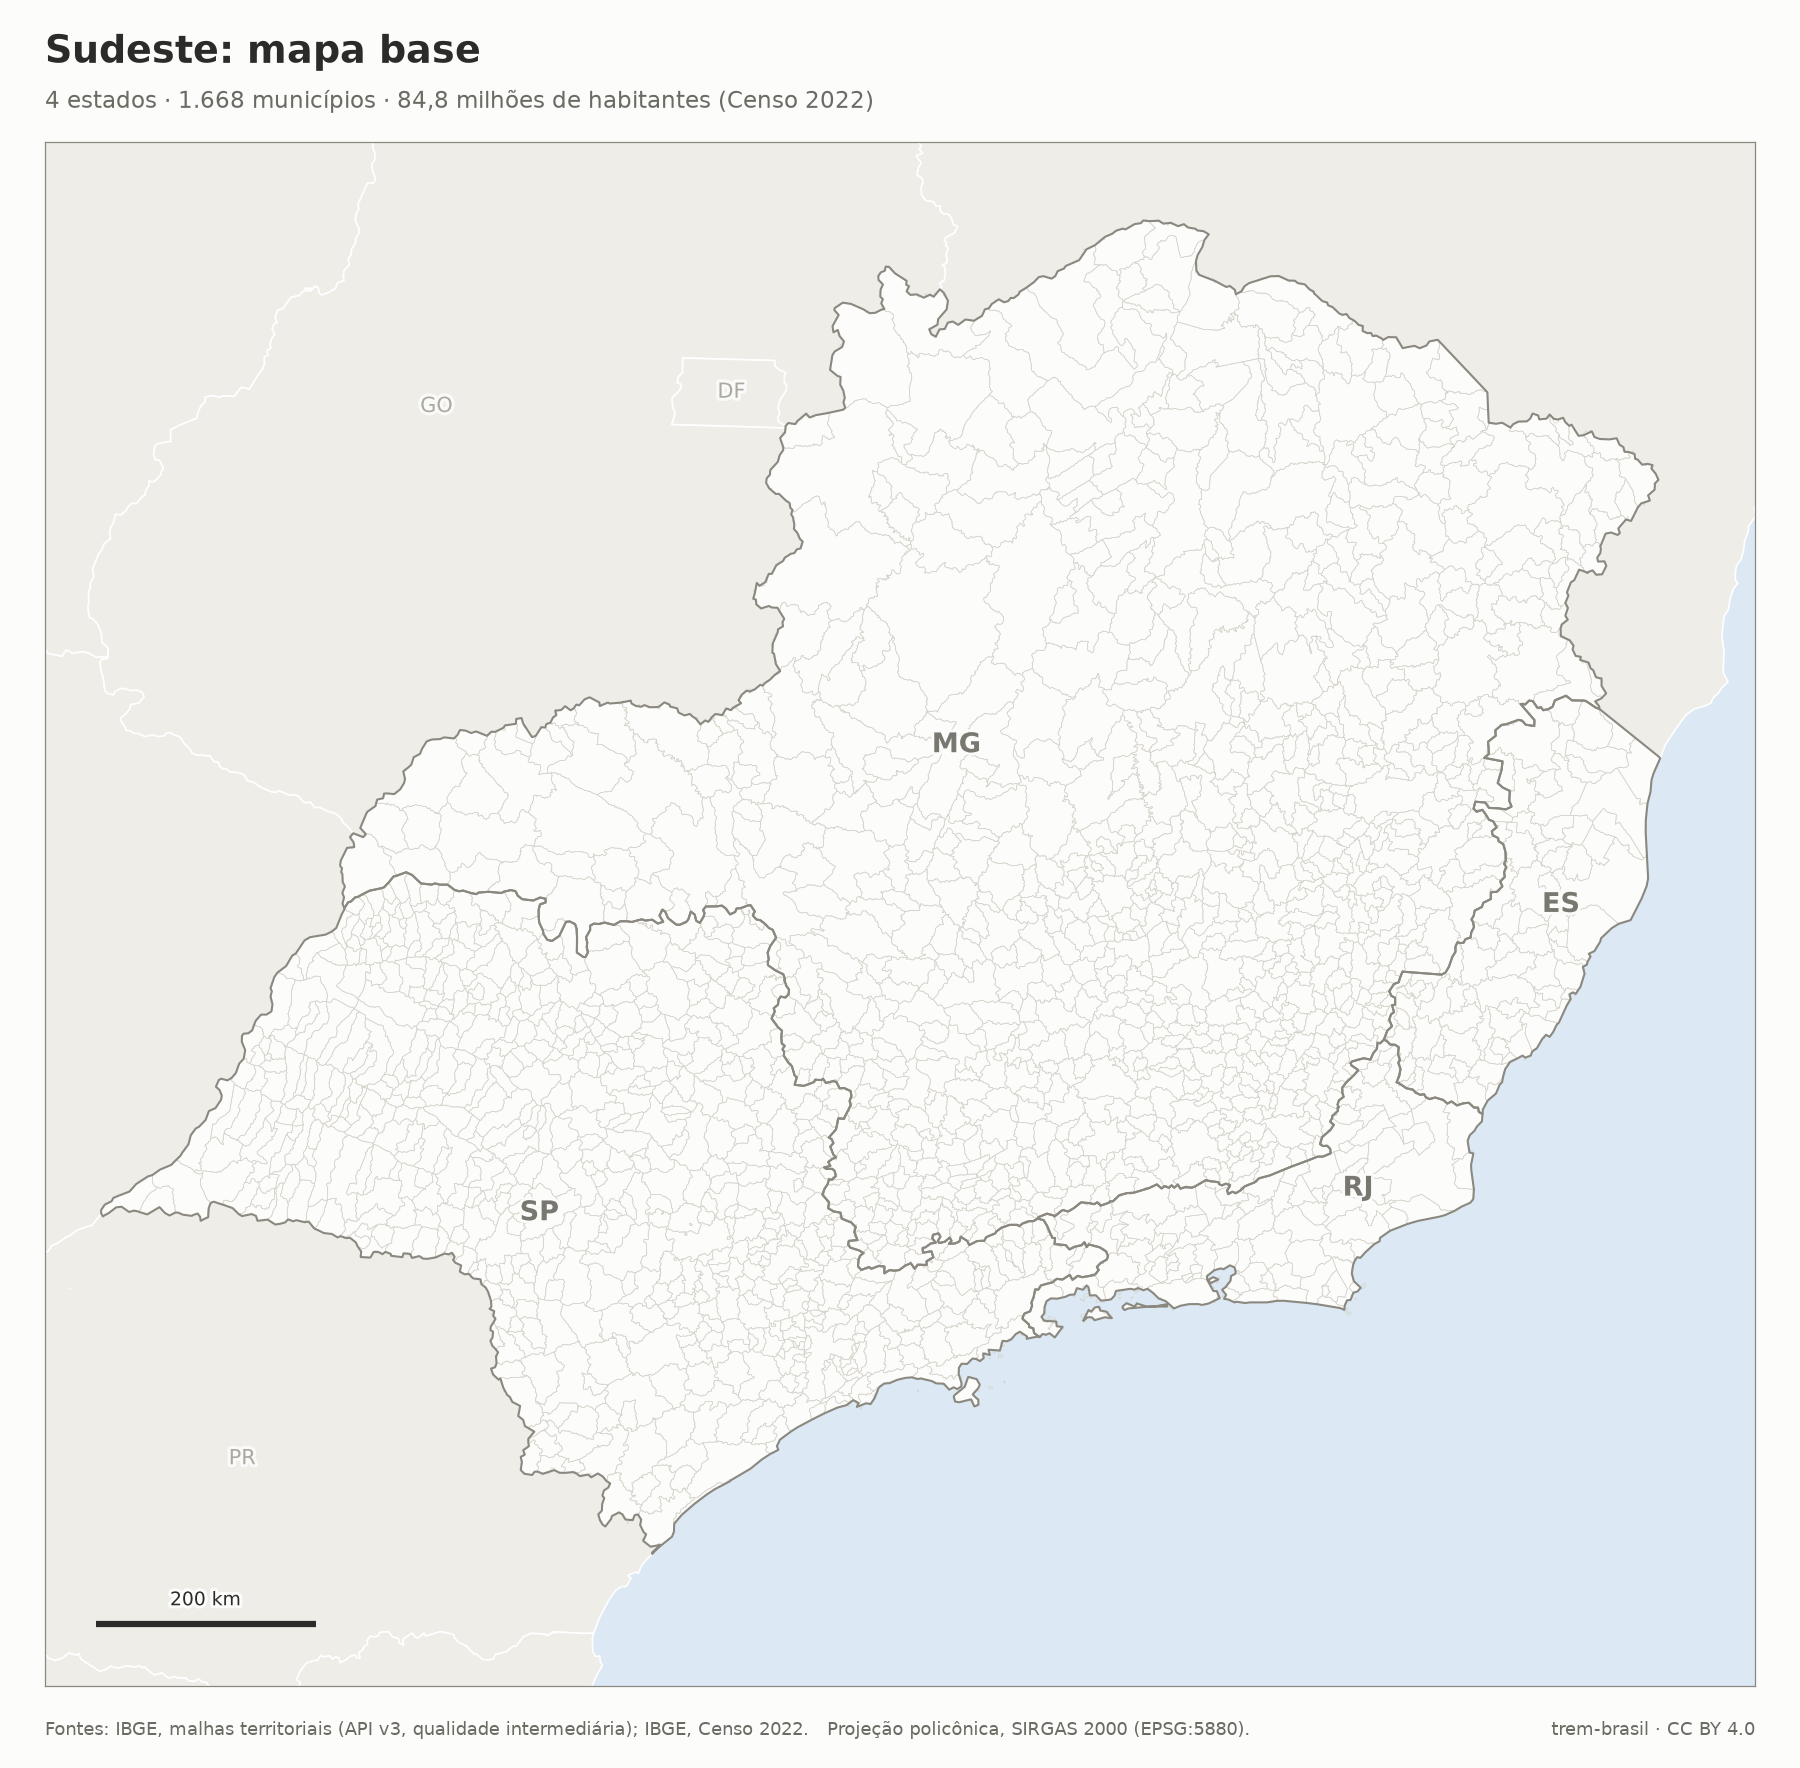 Sudeste: mapa base
4 estados · 1.668 municípios · 84,8 milhões de habitantes (Censo 2022)
GO
DF
MG
ES
RJ
SP
PR
200 km
Fontes: IBGE, malhas territoriais (API v3, qualidade intermediária); IBGE, Censo 2022. Projeção policônica, SIRGAS 2000 (EPSG:5880).
trem-brasil · CC BY 4.0